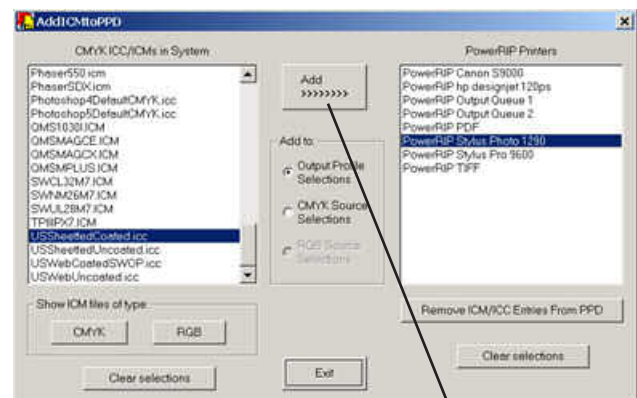 AddICMtoPPD
CMYK ICC/ICMs in System
Phaser550.icm
PhaserSDX.icm
Photoshop4DefaultCMYK.icc
Photoshop5DefaultCMYK.icc
QMS1030I.ICM
QMSMAGCE.ICM
QMSMAGCX.ICM
QMSMPLUS.ICM
SWCL32M7.ICM
SWNM26M7.ICM
SWUL28M7.ICM
TPIIIPX7.ICM
USSheetfedCoated.icc
USSheetfedUncoated.icc
USWebCoatedSWOP.icc
USWebUncoated.icc
Show ICM files of type
CMYK
RGB
Clear selections
Add
>>>>>>>>
Add to:
Output Profile
Selections
CMYK Source
Selections
RGB Source
Selections
Exit
PowerRIP Printers
PowerRIP Canon S9000
PowerRIP hp designjet 120ps
PowerRIP Output Queue 1
PowerRIP Output Queue 2
PowerRIP PDF
PowerRIP Stylus Photo 1290
PowerRIP Stylus Pro 9600
PowerRIP TIFF
Remove ICM/ICC Entries From PPD
Clear selections